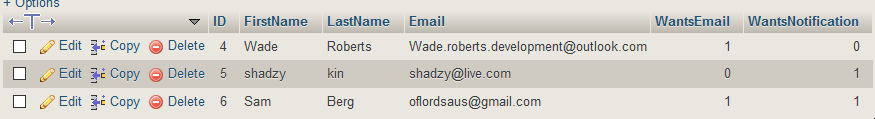 + Options
←T→ ID FirstName LastName Email WantsEmail WantsNotification
Edit Copy Delete 4 Wade Roberts Wade.roberts.development@outlook.com 1 0
Edit Copy Delete 5 shadzy kin shadzy@live.com 0 1
Edit Copy Delete 6 Sam Berg oflordsaus@gmail.com 1 1